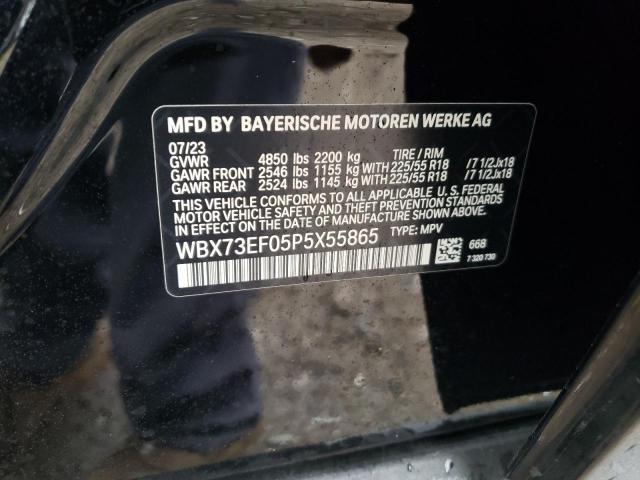 MFD BY BAYERISCHE MOTOREN WERKE AG
07/23
GVWR 4850 lbs 2200 kg TIRE / RIM
GAWR FRONT 2546 lbs 1155 kg WITH 225/55 R18 /7 1/2Jx18
GAWR REAR 2524 lbs 1145 kg WITH 225/55 R18 /7 1/2Jx18
THIS VEHICLE CONFORMS TO ALL APPLICABLE U. S. FEDERAL
MOTOR VEHICLE SAFETY AND THEFT PREVENTION STANDARDS
IN EFFECT ON THE DATE OF MANUFACTURE SHOWN ABOVE.
WBX73EF05P5X55865 TYPE: MPV
668
7 320 730